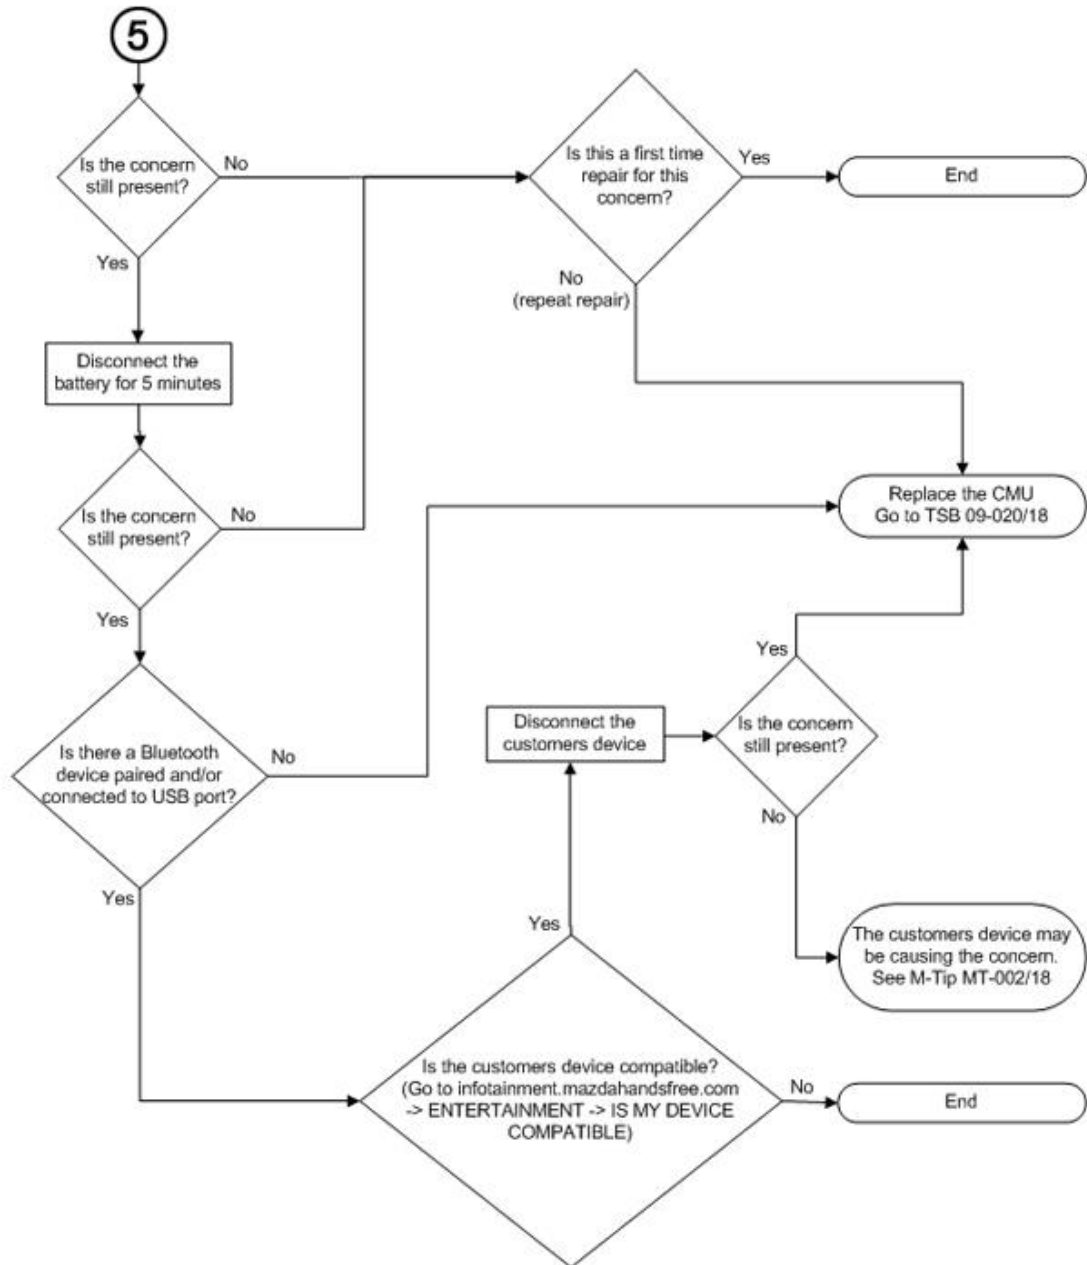 5
Is the concern
still present?
No
Yes
Is this a first time
repair for this
concern?
Yes
End
No
(repeat repair)
Disconnect the
battery for 5 minutes
Is the concern
still present?
No
Yes
Replace the CMU
Go to TSB 09-020/18
Is there a Bluetooth
device paired and/or
connected to USB port?
No
Yes
Disconnect the
customers device
Is the concern
still present?
Yes
No
The customers device may
be causing the concern.
See M-Tip MT-002/18
Yes
Is the customers device compatible?
(Go to infotainment.mazdahandsfree.com
-> ENTERTAINMENT -> IS MY DEVICE
COMPATIBLE)
No
End